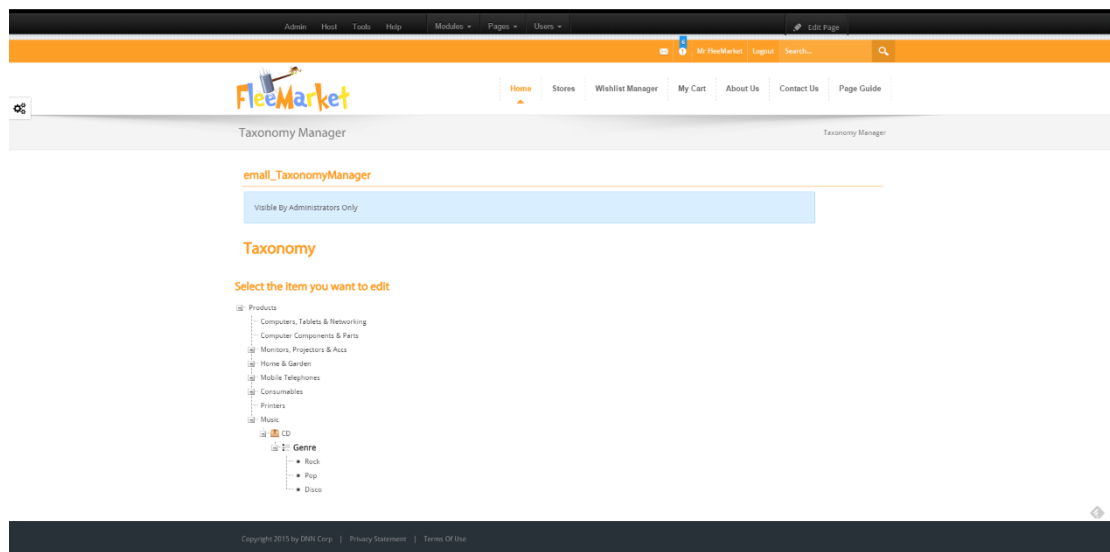 Admin Host Tools Help Modules Pages Users Edit Page
6
Mr FleeMarket Logout Search...
FleeMarket
Home Stores Wishlist Manager My Cart About Us Contact Us Page Guide
Taxonomy Manager Taxonomy Manager
email_TaxonomyManager
Visible By Administrators Only
Taxonomy
Select the item you want to edit
Products
Computers, Tablets & Networking
Computer Components & Parts
Monitors, Projectors & Accs
Home & Garden
Mobile Telephones
Consumables
Printers
Music
CD
Genre
Rock
Pop
Disco
Copyright 2015 by DNN Corp | Privacy Statement | Terms Of Use